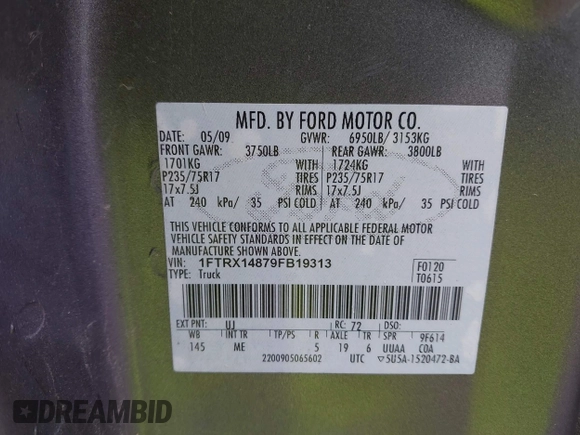 MFD. BY FORD MOTOR CO.
DATE: 05/09 GVWR: 6950LB/ 3153KG
FRONT GAWR: 3750LB REAR GAWR: 3800LB
1701KG WITH 1724KG WITH
P235/75R17 TIRES P235/75R17 TIRES
17x7.5J RIMS 17x7.5J RIMS
AT 240 kPa/ 35 PSI COLD AT 240 kPa/ 35 PSI COLD
THIS VEHICLE CONFORMS TO ALL APPLICABLE FEDERAL MOTOR
VEHICLE SAFETY STANDARDS IN EFFECT ON THE DATE OF
MANUFACTURE SHOWN ABOVE.
VIN: 1FTRX14879FB19313 F0120
TYPE: Truck T0615
EXT PNT: UJ RC: 72 DSO:
WB INT TR TP/PS R AXLE TR SPR 9F614
145 ME 5 19 6 UUAA COA
2200905065602 UTC ▽5U5A-1520472-BA
DREAMBID